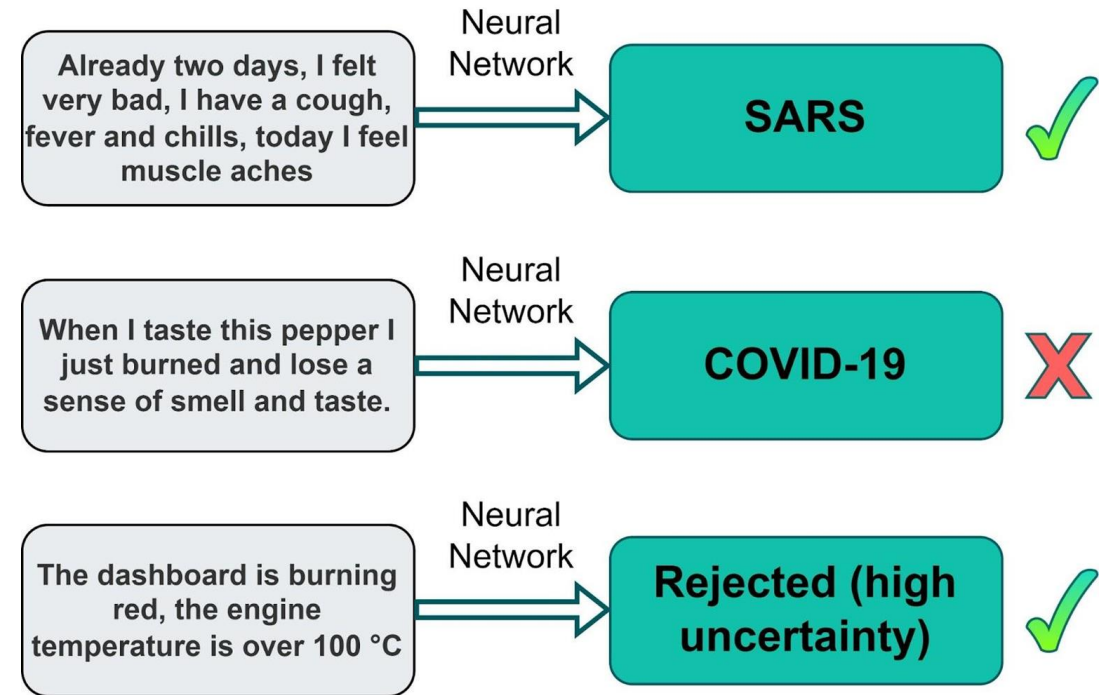 Already two days, I felt
very bad, I have a cough,
fever and chills, today I feel
muscle aches
Neural
Network
SARS
When I taste this pepper I
just burned and lose a
sense of smell and taste.
Neural
Network
COVID-19
The dashboard is burning
red, the engine
temperature is over 100 °C
Neural
Network
Rejected (high
uncertainty)